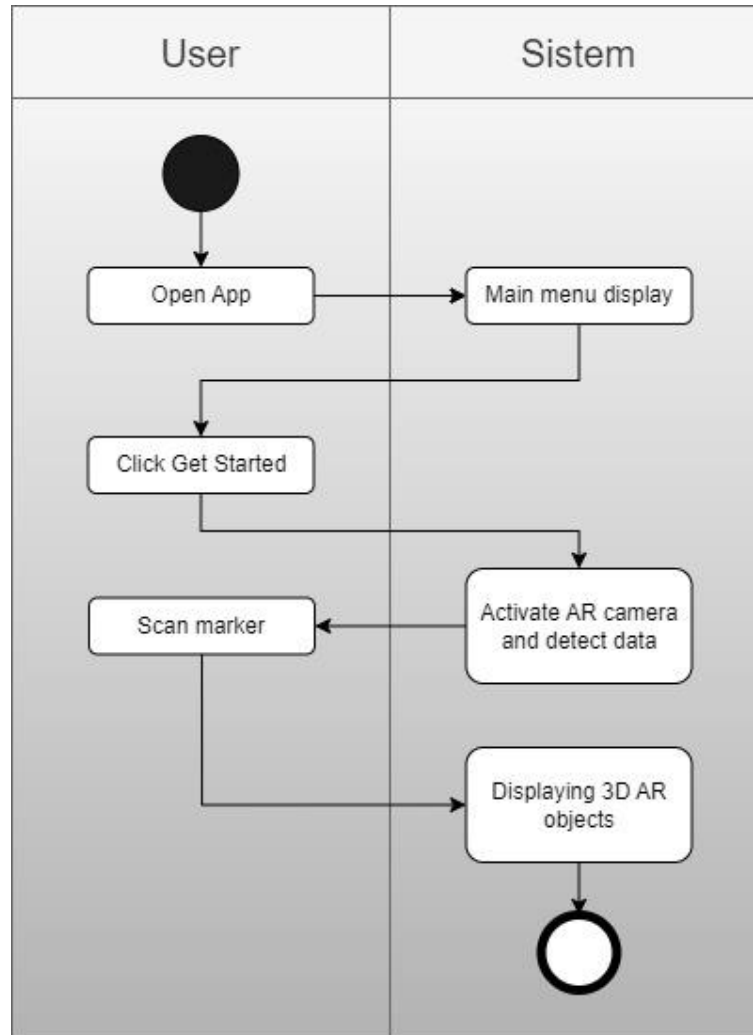 User
Sistem
Open App
Main menu display
Click Get Started
Activate AR camera
and detect data
Scan marker
Displaying 3D AR
objects